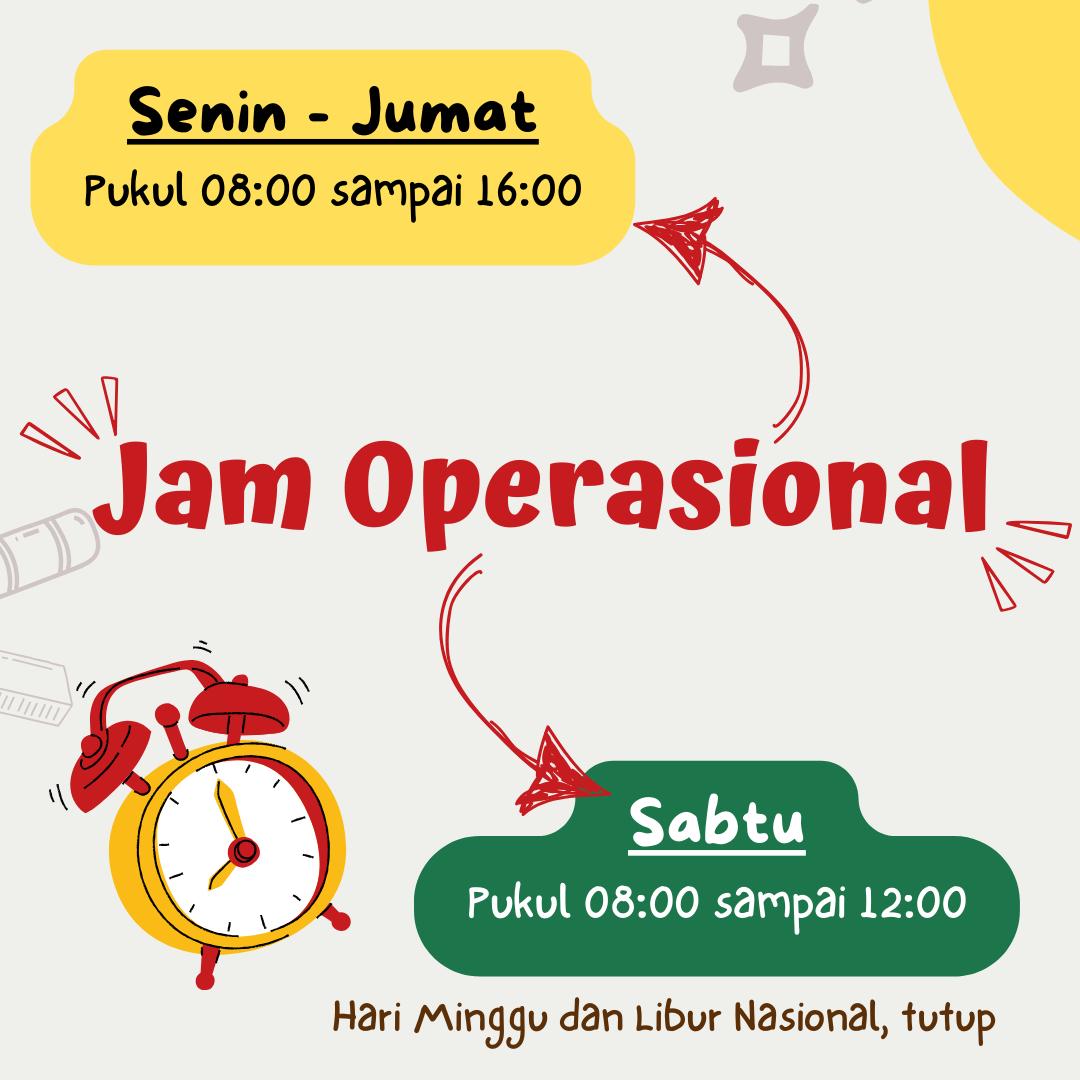 Senin - Jumat
Pukul 08:00 sampai 16:00
Jam Operasional
Sabtu
Pukul 08:00 sampai 12:00
Hari Minggu dan Libur Nasional, tutup